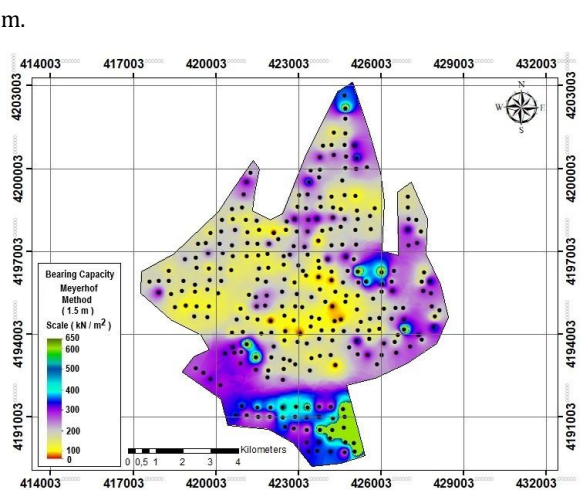 m.
414003 417003 420003 423003 426003 429003 432003
4203003 4203003
N
W E
S
4200003 4200003
4197003 4197003
Bearing Capacity
Meyerhof
Method
( 1.5 m )
Scale ( kN / m² )
650
600
500
400
300
200
100
0
4194003 4194003
4191003 4191003
Kilometers
0 0,5 1 2 3 4
414003 417003 420003 423003 426003 429003 432003